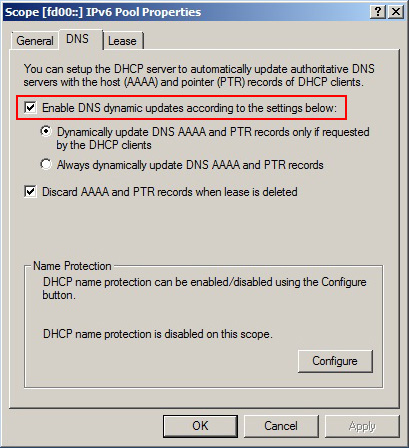 Scope [fd00::] IPv6 Pool Properties
General DNS Lease
You can setup the DHCP server to automatically update authoritative DNS
servers with the host (AAAA) and pointer (PTR) records of DHCP clients.
Enable DNS dynamic updates according to the settings below:
Dynamically update DNS AAAA and PTR records only if requested
by the DHCP clients
Always dynamically update DNS AAAA and PTR records
Discard AAAA and PTR records when lease is deleted
Name Protection
DHCP name protection can be enabled/disabled using the Configure
button.
DHCP name protection is disabled on this scope.
Configure
OK Cancel Apply